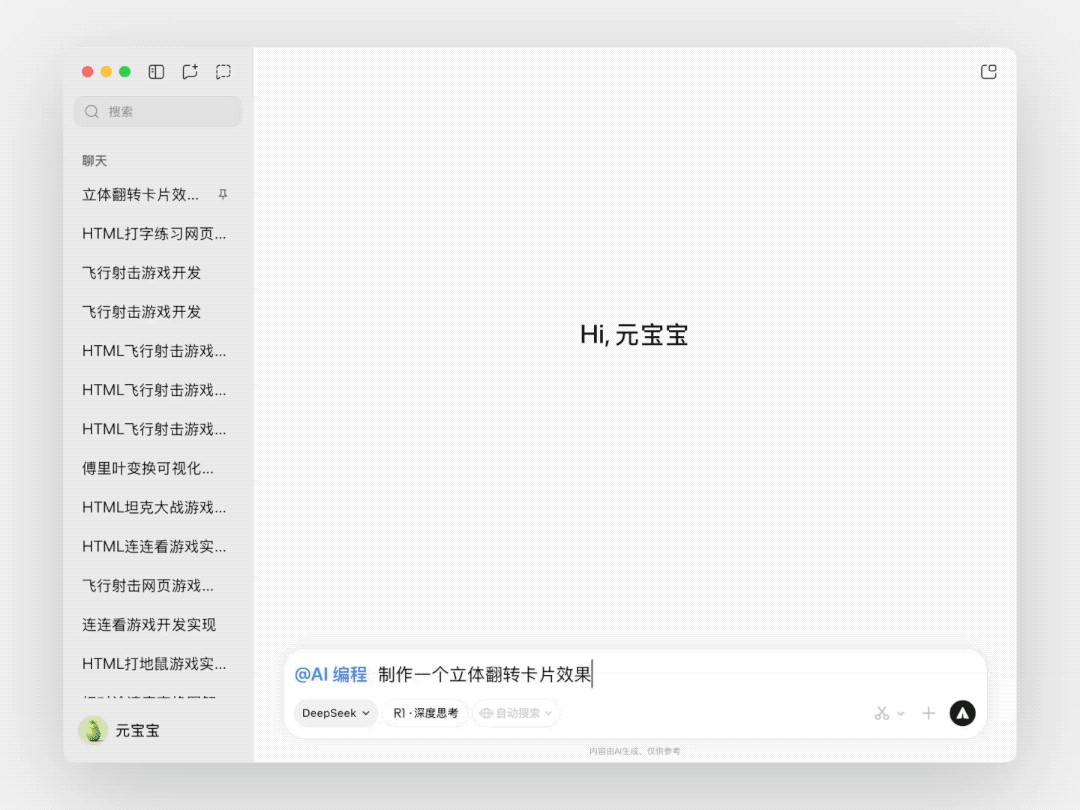 搜索
聊天
立体翻转卡片效...
HTML打字练习网页...
飞行射击游戏开发
飞行射击游戏开发
HTML飞行射击游戏...
HTML飞行射击游戏...
HTML飞行射击游戏...
傅里叶变换可视化...
HTML坦克大战游戏...
HTML连连看游戏实...
飞行射击网页游戏...
连连看游戏开发实现
HTML打地鼠游戏实...
元宝宝
Hi, 元宝宝
@AI 编程 制作一个立体翻转卡片效果
DeepSeek R1 · 深度思考 自动搜索
内容由AI生成，仅供参考